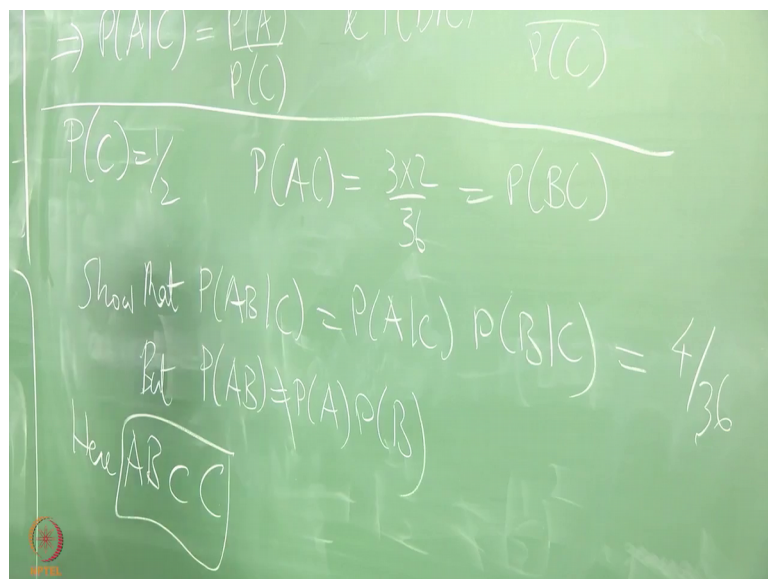 ⇒ P(A|C) = P(A)/P(C) & P(B|C) /P(C)
P(C) = 1/2 P(AC) = 3×2/36 = P(BC)
Show that P(AB|C) = P(A|C) P(B|C) = 4/36
But P(AB) ≠ P(A) P(B)
Here AB ⊂ C
NPTEL